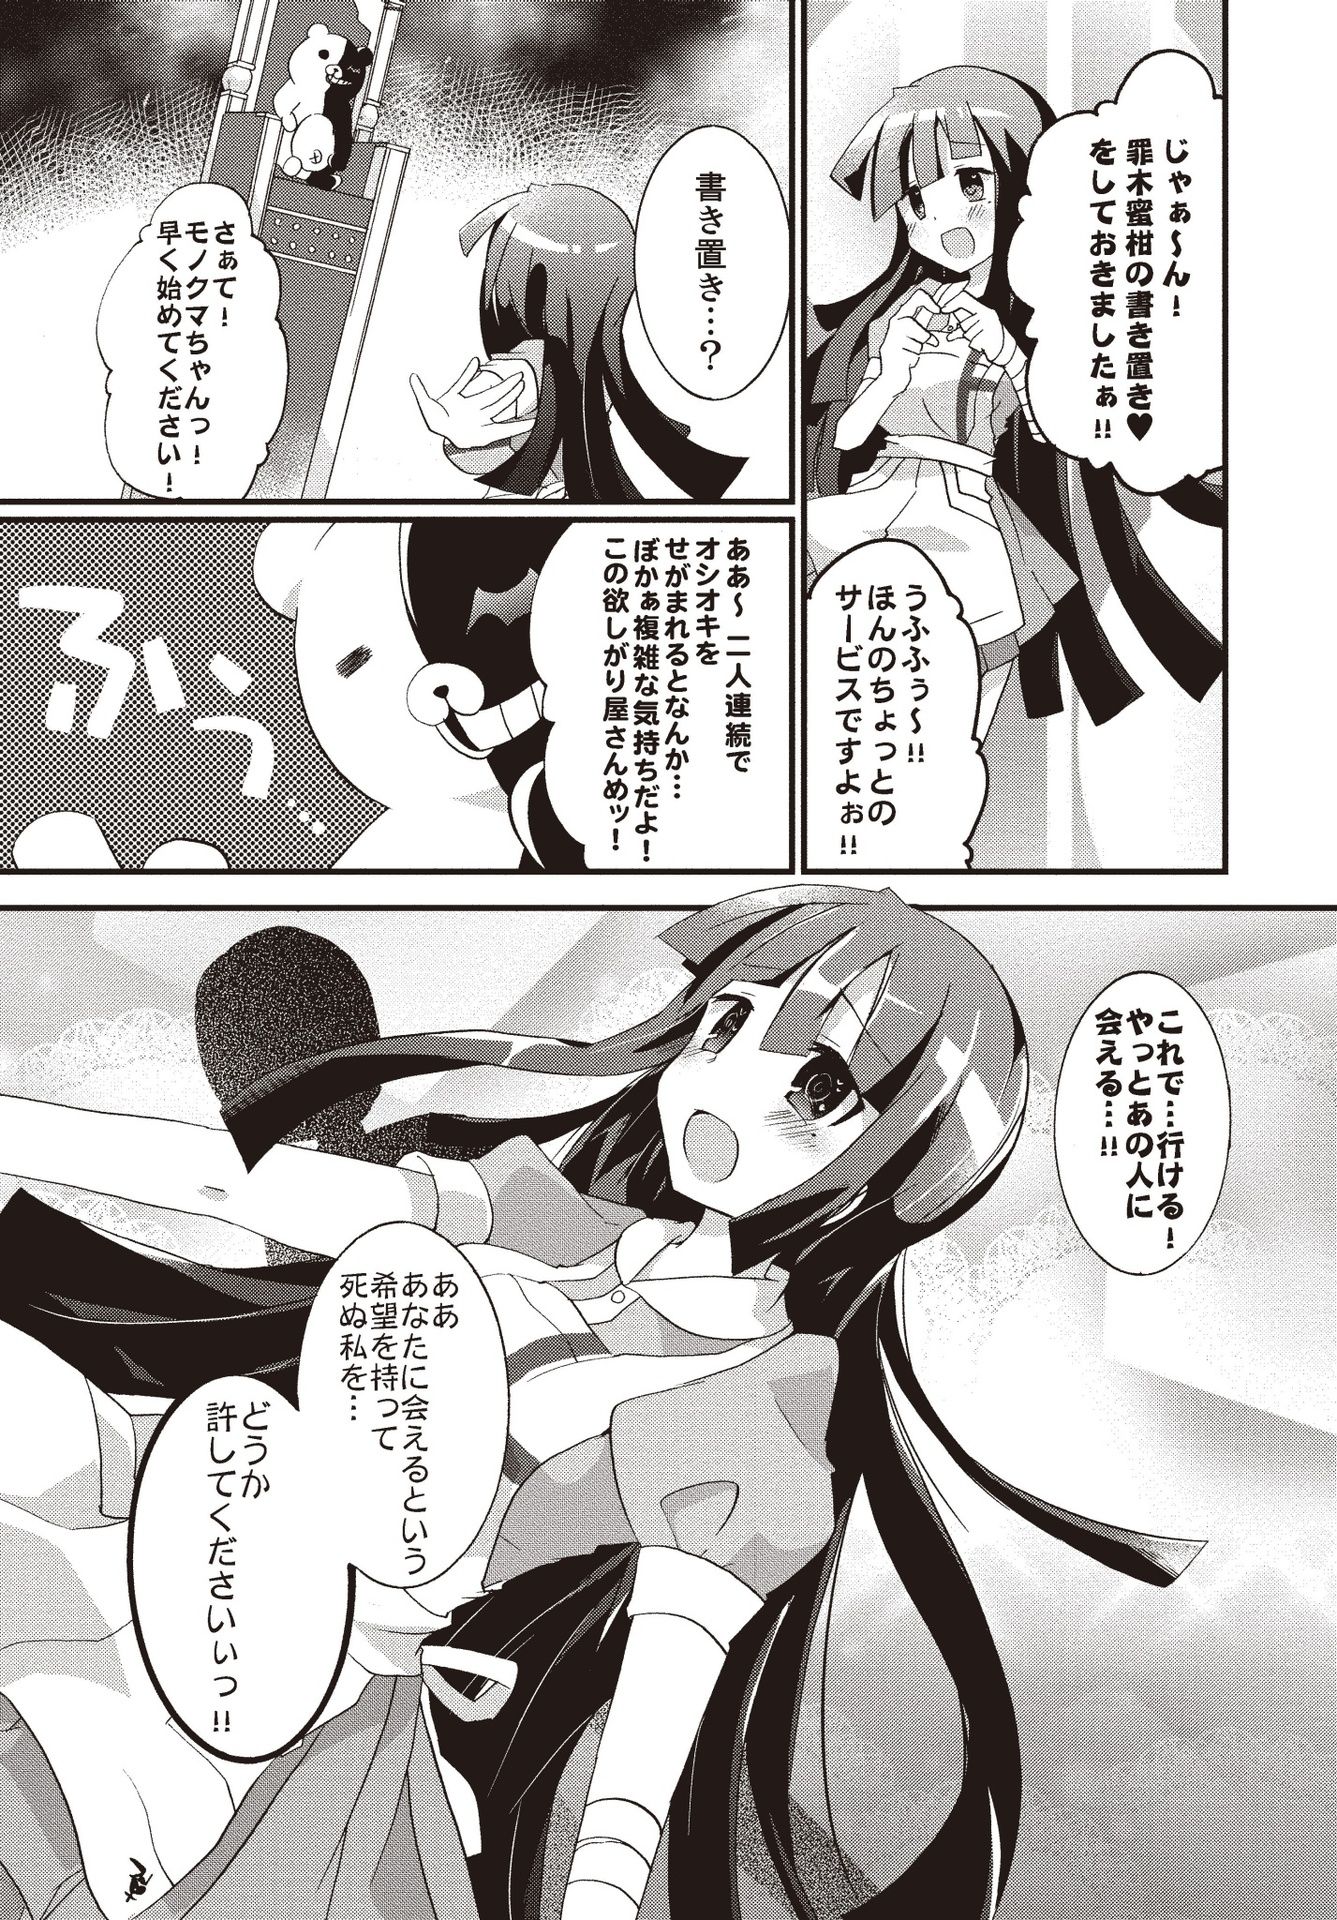 じゃぁ～ん！
罪木蜜柑の書き置き♥
をしておきましたぁ!!
うふふぅ～!!
ほんのちょっとの
サービスですよぉ!!
書き置き…？
さぁて！
モノクマちゃんっ！
早く始めてください！
ああ～二人連続で
オシオキを
せがまれるとなんか…
ぼかぁ複雑な気持ちだよ！
この欲しがり屋さんめッ！
ふぅっ…
これで…行ける！
やっとあの人に
会える…!!
ああ
あなたに会えるという
希望を持って
死ぬ私を…
どうか
許してくださいぃっ!!